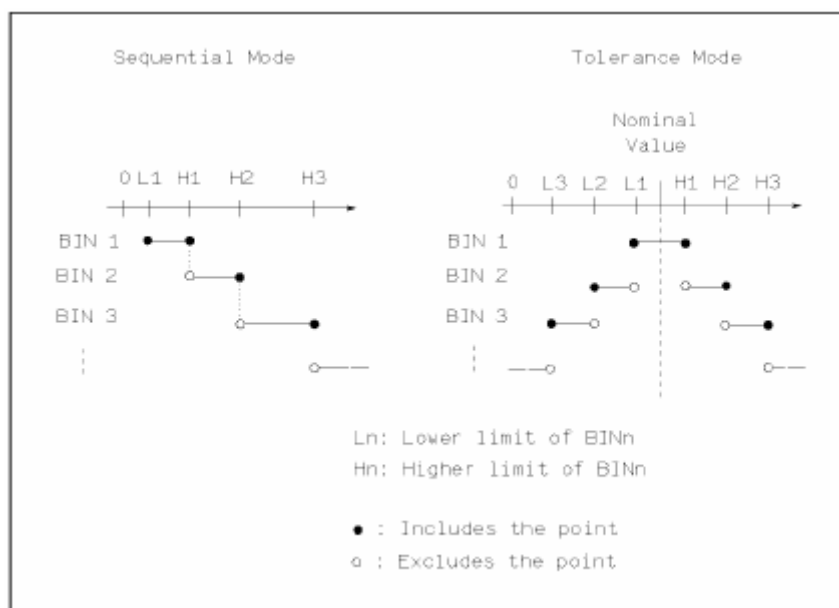 Sequential Mode
Tolerance Mode
Nominal
Value
0 L1 H1 H2 H3
0 L3 L2 L1 H1 H2 H3
BIN 1
BIN 2
BIN 3
BIN 1
BIN 2
BIN 3
Ln: Lower limit of BINn
Hn: Higher limit of BINn
● : Includes the point
○ : Excludes the point